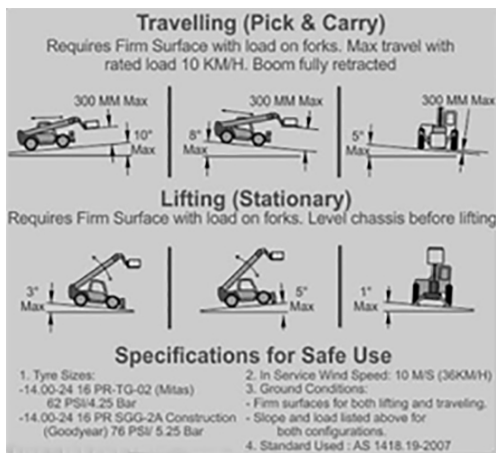 Travelling (Pick & Carry)
Requires Firm Surface with load on forks. Max travel with
rated load 10 KM/H. Boom fully retracted
300 MM Max
300 MM Max
300 MM Max
10"
Max
8"
Max
5"
Max
Lifting (Stationary)
Requires Firm Surface with load on forks. Level chassis before lifting
3"
Max
5"
Max
1"
Max
Specifications for Safe Use
1. Tyre Sizes:
-14.00-24 16 PR-TG-02 (Mitas)
62 PSI/4.25 Bar
-14.00-24 16 PR SGG-2A Construction
(Goodyear) 76 PSI/ 5.25 Bar
2. In Service Wind Speed: 10 M/S (36KM/H)
3. Ground Conditions:
- Firm surfaces for both lifting and traveling.
- Slope and load listed above for
both configurations.
4. Standard Used : AS 1418.19-2007